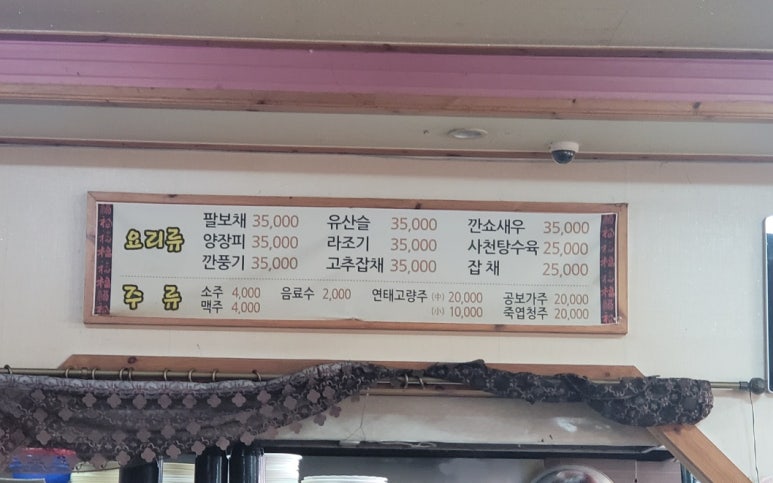 요리류
팔보채 35,000 유산슬 35,000 깐쇼새우 35,000
양장피 35,000 라조기 35,000 사천탕수육 25,000
깐풍기 35,000 고추잡채 35,000 잡채 25,000
주류
소주 4,000 음료수 2,000 연태고량주 (中) 20,000 공보가주 20,000
맥주 4,000 (小) 10,000 죽엽청주 20,000